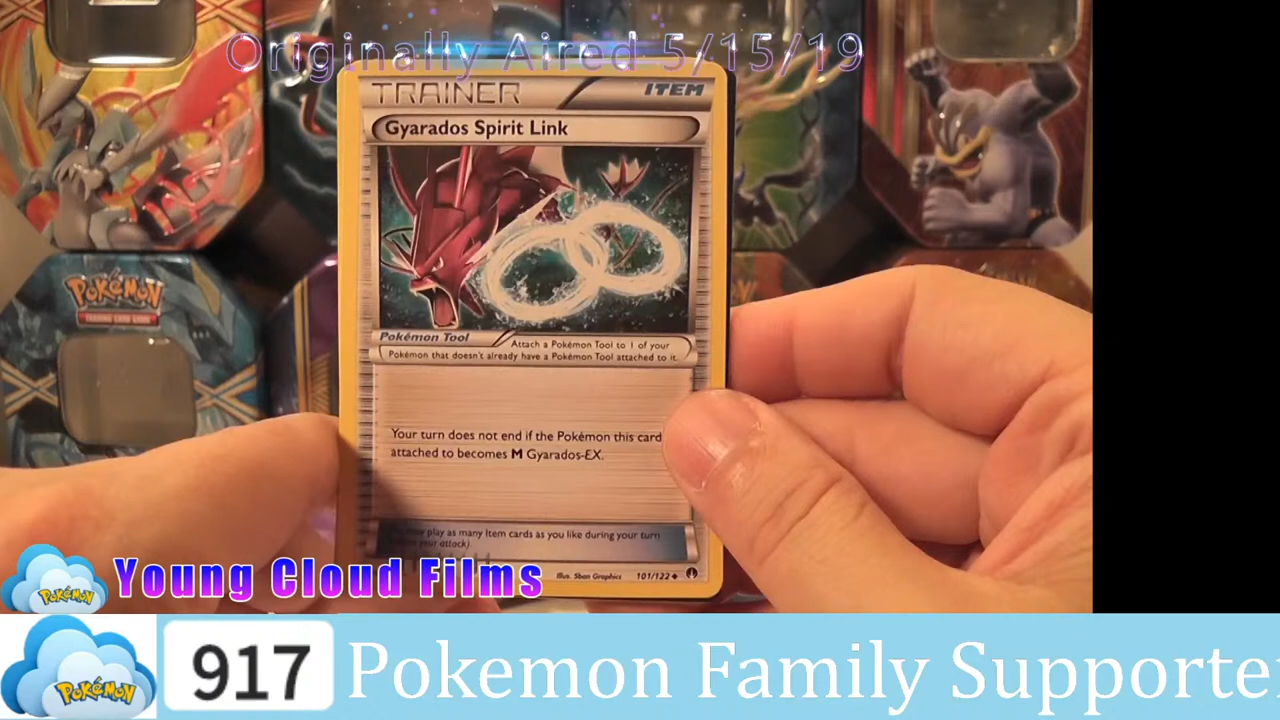 Originally Aired 5/15/19
TRAINER
ITEM
Gyarados Spirit Link
Pokémon Tool
Attach a Pokémon Tool to 1 of your
Pokémon that doesn't already have a Pokémon Tool attached to it.
Your turn does not end if the Pokémon this card
attached to becomes M Gyarados-EX.
play as many Item cards as you like during your turn
your attack).
Illus. 5ban Graphics
101/122
POKÉMON
TRADING CARD GAME
POKÉMON
Young Cloud Films
POKÉMON
917
Pokemon Family Supporte